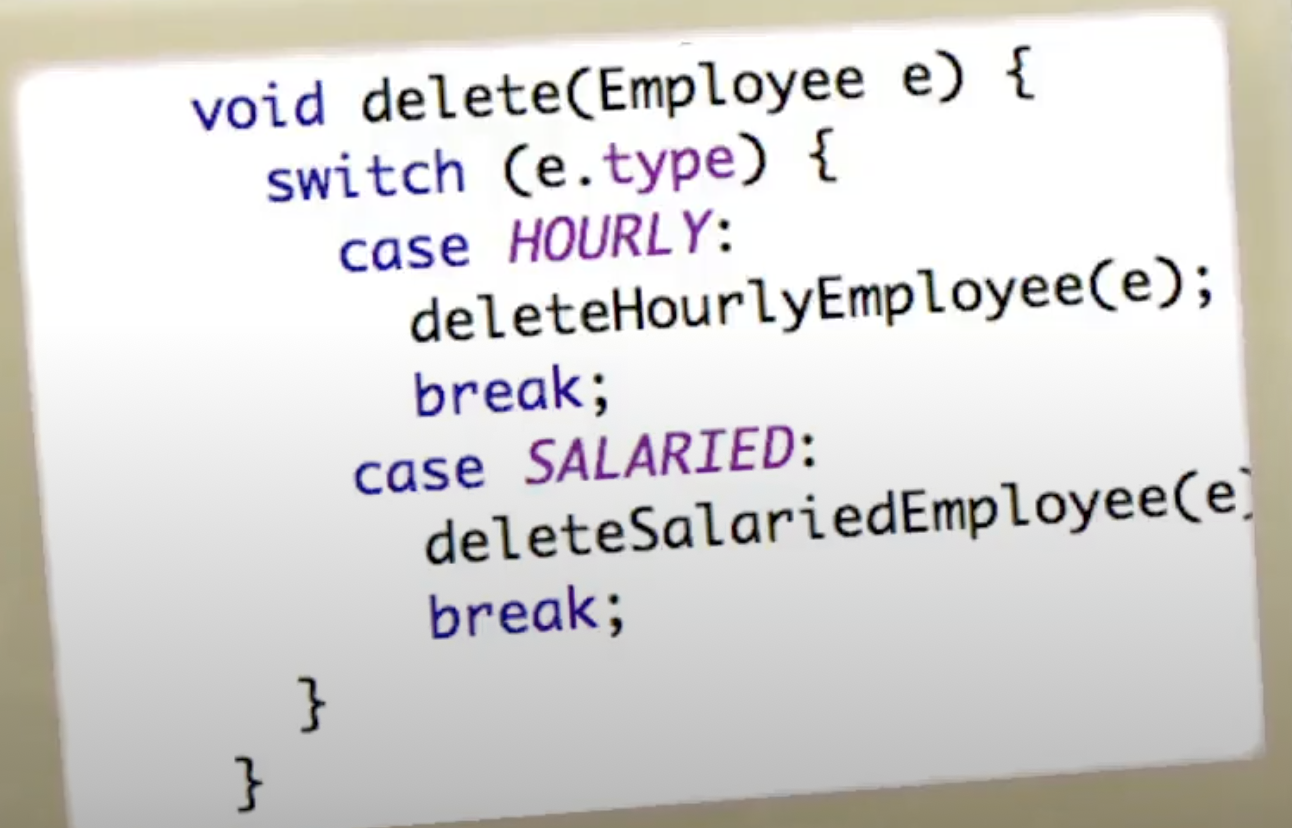 void delete(Employee e) {
switch (e.type) {
case HOURLY:
deleteHourlyEmployee(e);
break;
case SALARIED:
deleteSalariedEmployee(e)
break;
}
}